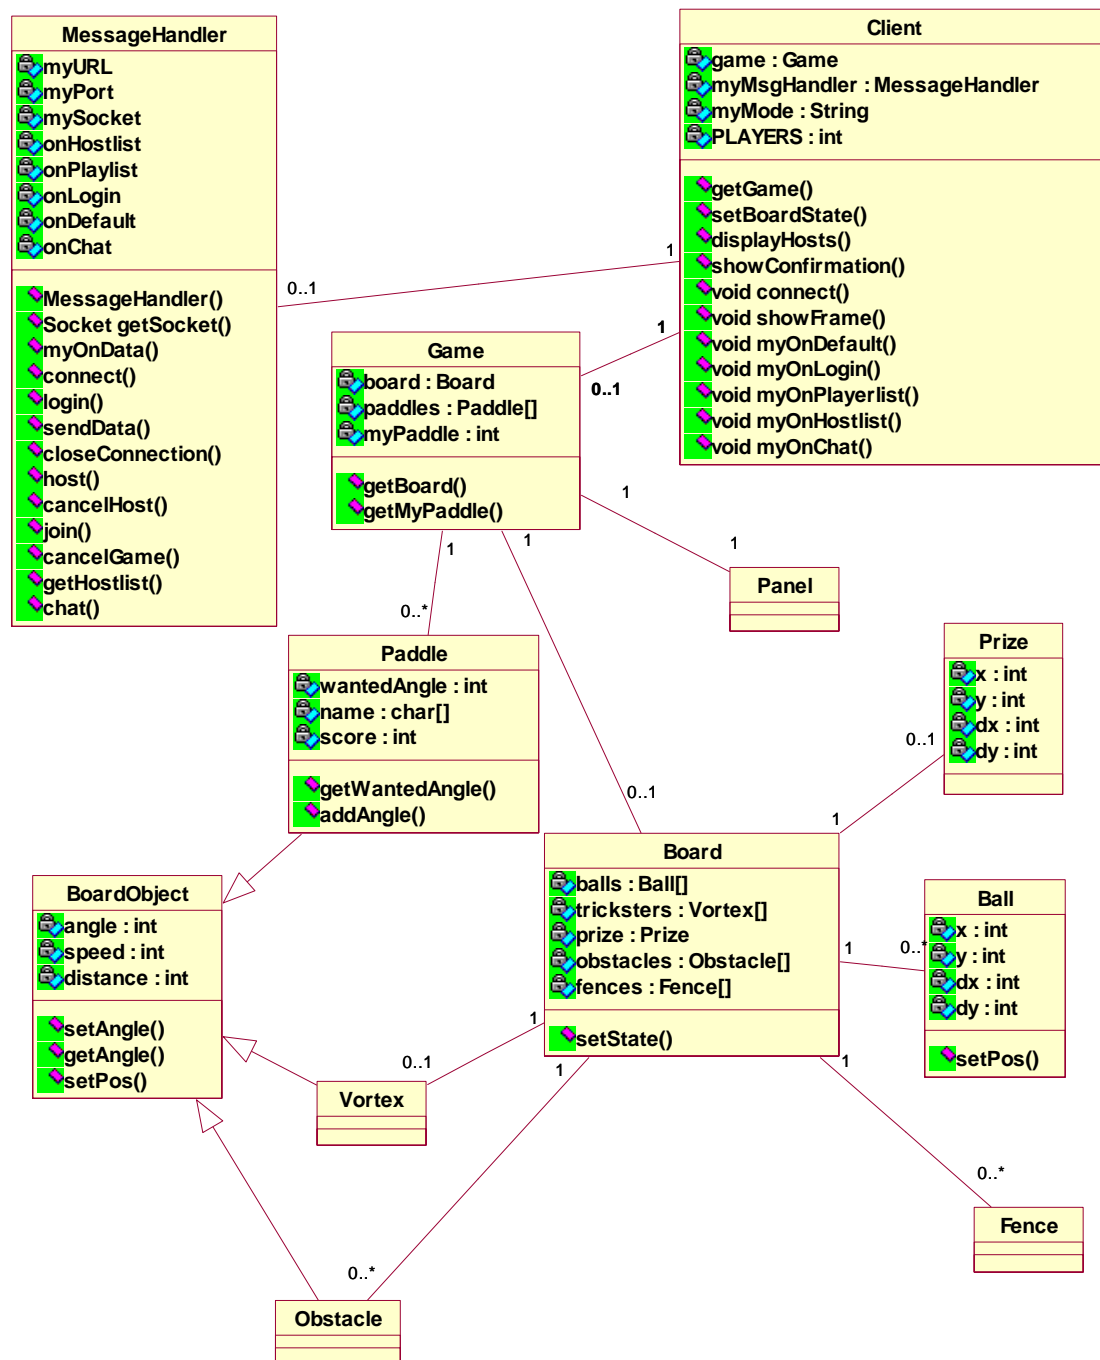 MessageHandler
myURL
myPort
mySocket
onHostlist
onPlaylist
onLogin
onDefault
onChat
MessageHandler()
Socket getSocket()
myOnData()
connect()
login()
sendData()
closeConnection()
host()
cancelHost()
join()
cancelGame()
getHostlist()
chat()
Client
game : Game
myMsgHandler : MessageHandler
myMode : String
PLAYERS : int
getGame()
setBoardState()
displayHosts()
showConfirmation()
void connect()
void showFrame()
void myOnDefault()
void myOnLogin()
void myOnPlayerlist()
void myOnHostlist()
void myOnChat()
0..1
1
1
0..1
Game
board : Board
paddles : Paddle[]
myPaddle : int
getBoard()
getMyPaddle()
1
1
1
1
Panel
0..*
Paddle
wantedAngle : int
name : char[]
score : int
getWantedAngle()
addAngle()
0..1
Prize
x : int
y : int
dx : int
dy : int
0..1
1
Board
balls : Ball[]
tricksters : Vortex[]
prize : Prize
obstacles : Obstacle[]
fences : Fence[]
setState()
BoardObject
angle : int
speed : int
distance : int
setAngle()
getAngle()
setPos()
1
0..*
Ball
x : int
y : int
dx : int
dy : int
setPos()
1
0..1
1
1
Vortex
0..*
Fence
0..*
Obstacle